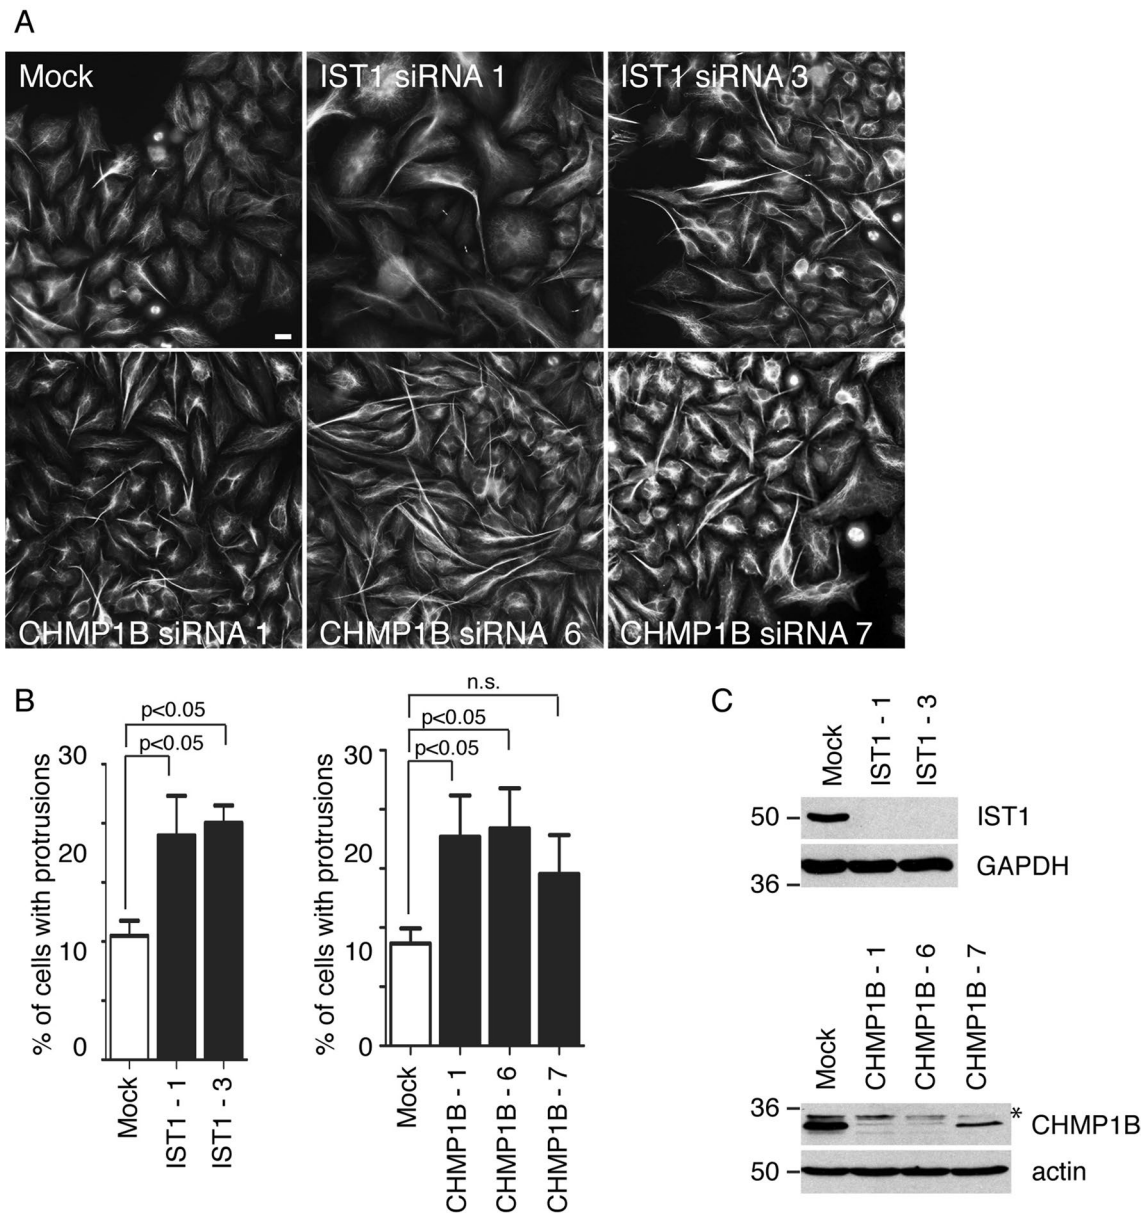 A
Mock
IST1 siRNA 1
IST1 siRNA 3
CHMP1B siRNA 1
CHMP1B siRNA 6
CHMP1B siRNA 7
B
p<0.05
p<0.05
% of cells with protrusions
30
20
10
0
Mock
IST1 - 1
IST1 - 3
n.s.
p<0.05
p<0.05
% of cells with protrusions
30
20
10
0
Mock
CHMP1B - 1
CHMP1B - 6
CHMP1B - 7
C
Mock
IST1 - 1
IST1 - 3
50
IST1
GAPDH
36
Mock
CHMP1B - 1
CHMP1B - 6
CHMP1B - 7
36
*
CHMP1B
50
actin